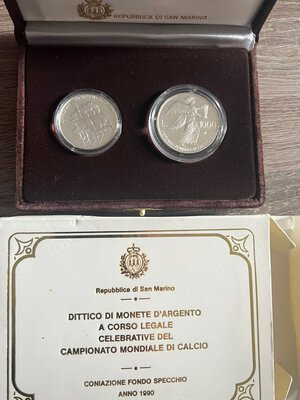 REPUBBLICA DI SAN MARINO
1000
Repubblica di San Marino
DITTICO DI MONETE D'ARGENTO
A CORSO LEGALE
CELEBRATIVE DEL
CAMPIONATO MONDIALE DI CALCIO
CONIAZIONE FONDO SPECCHIO
ANNO 1990